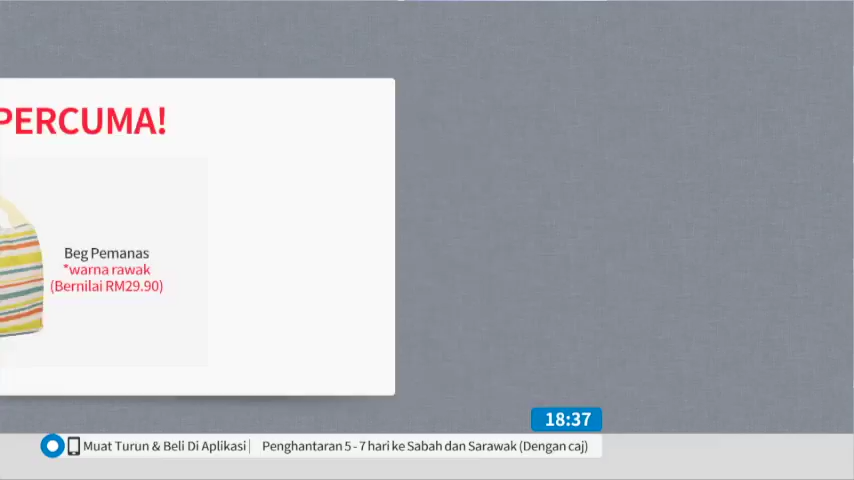 PERCUMA!
Beg Pemanas
*warna rawak
(Bernilai RM29.90)
18:37
Muat Turun & Beli Di Aplikasi | Penghantaran 5 - 7 hari ke Sabah dan Sarawak (Dengan caj)